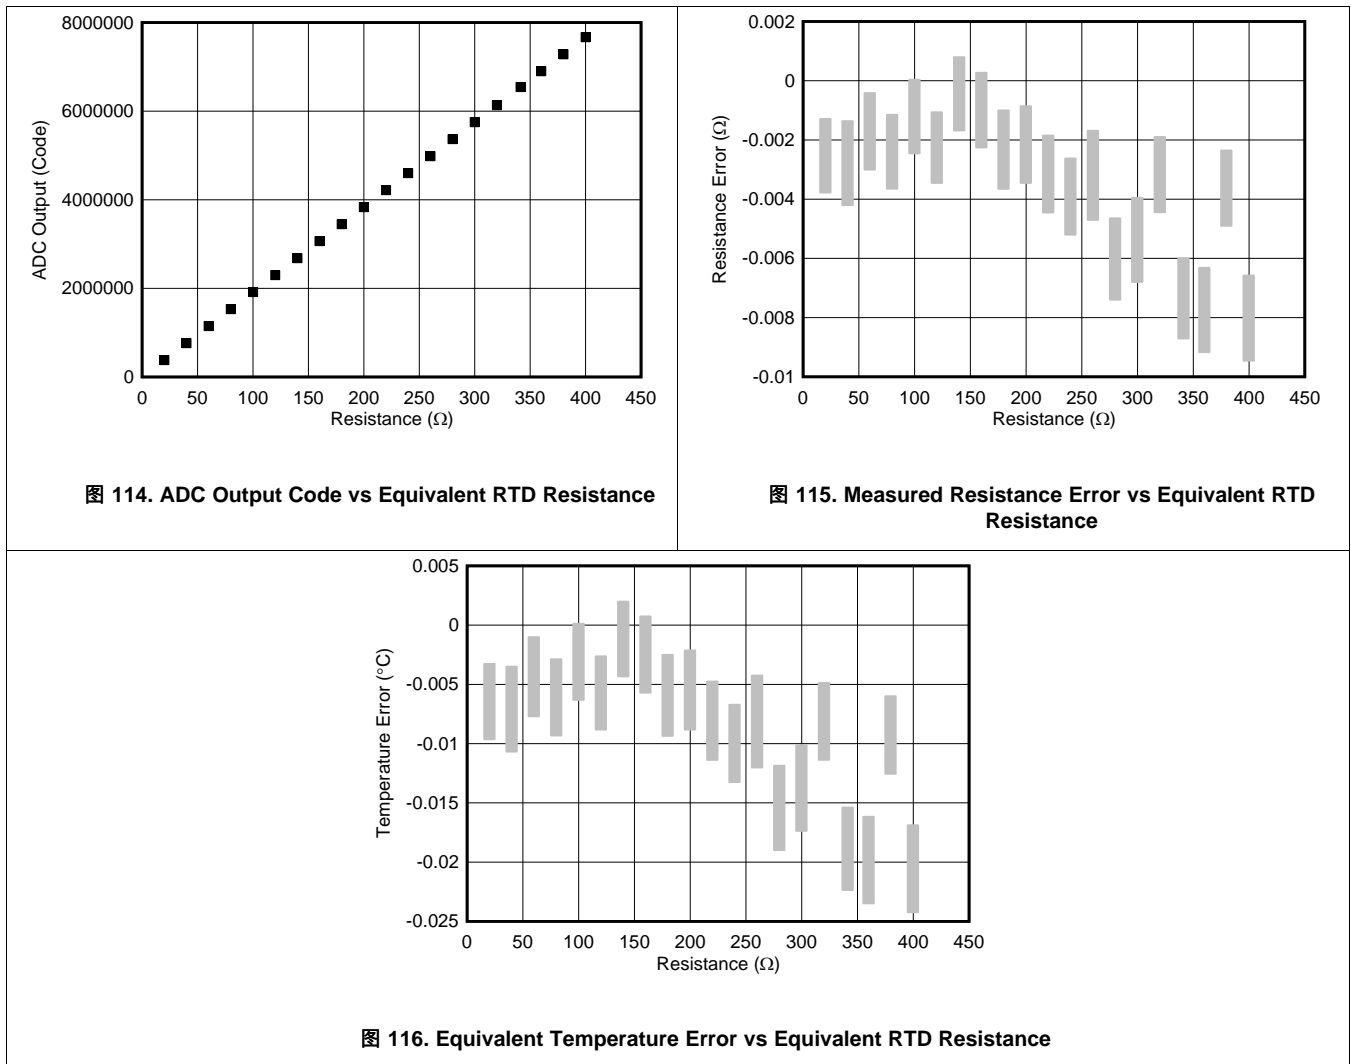 8000000
6000000
4000000
2000000
0
ADC Output (Code)
0 50 100 150 200 250 300 350 400 450
Resistance (Ω)
图 114. ADC Output Code vs Equivalent RTD Resistance
0.002
0
-0.002
-0.004
-0.006
-0.008
-0.01
Resistance Error (Ω)
0 50 100 150 200 250 300 350 400 450
Resistance (Ω)
图 115. Measured Resistance Error vs Equivalent RTD
Resistance
0.005
0
-0.005
-0.01
-0.015
-0.02
-0.025
Temperature Error (°C)
0 50 100 150 200 250 300 350 400 450
Resistance (Ω)
图 116. Equivalent Temperature Error vs Equivalent RTD Resistance